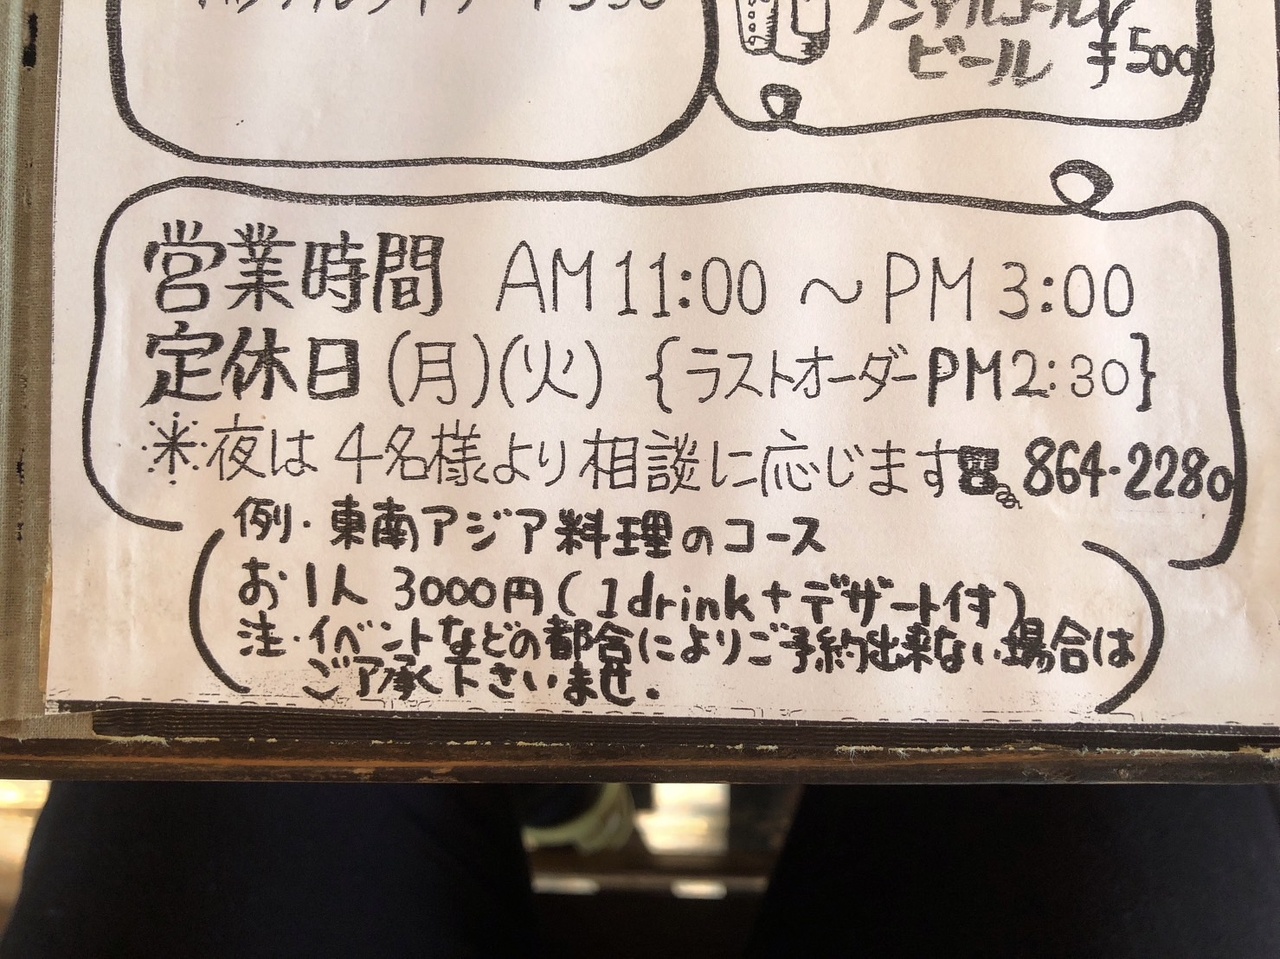 ビール ¥500
営業時間 AM 11:00 〜 PM 3:00
定休日 (月)(火) {ラストオーダーPM2:30}
※夜は4名様より相談に応じます☎864-2280
例・東南アジア料理のコース
お1人 3000円(1drink+デザート付)
注・イベントなどの都合によりご予約出来ない場合は
ご了承下さいませ。